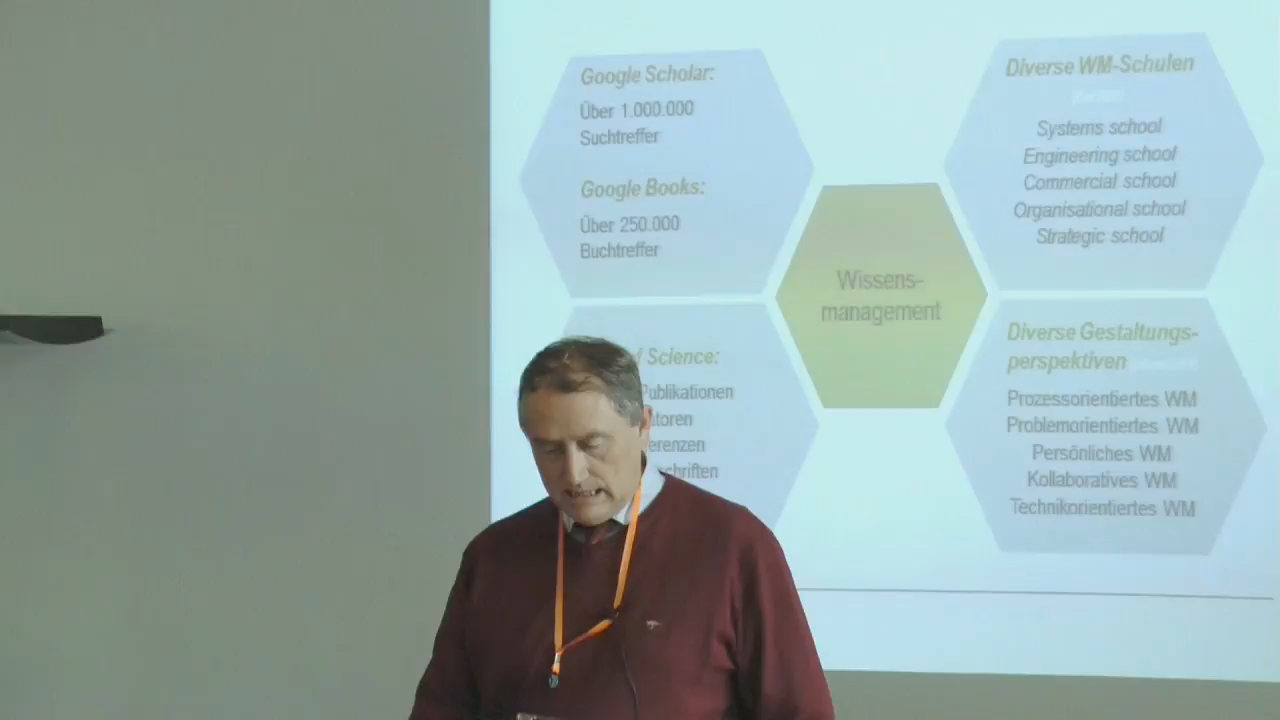 Google Scholar:
Über 1.000.000
Suchtreffer
Google Books:
Über 250.000
Buchtreffer
Science:
Publikationen
Wissens-
management
Diverse WM-Schulen
Systems school
Engineering school
Commercial school
Organisational school
Strategic school
Diverse Gestaltungs-
perspektiven
Prozessorientiertes WM
Problemorientiertes WM
Persönliches WM
Kollaboratives WM
Technikorientiertes WM